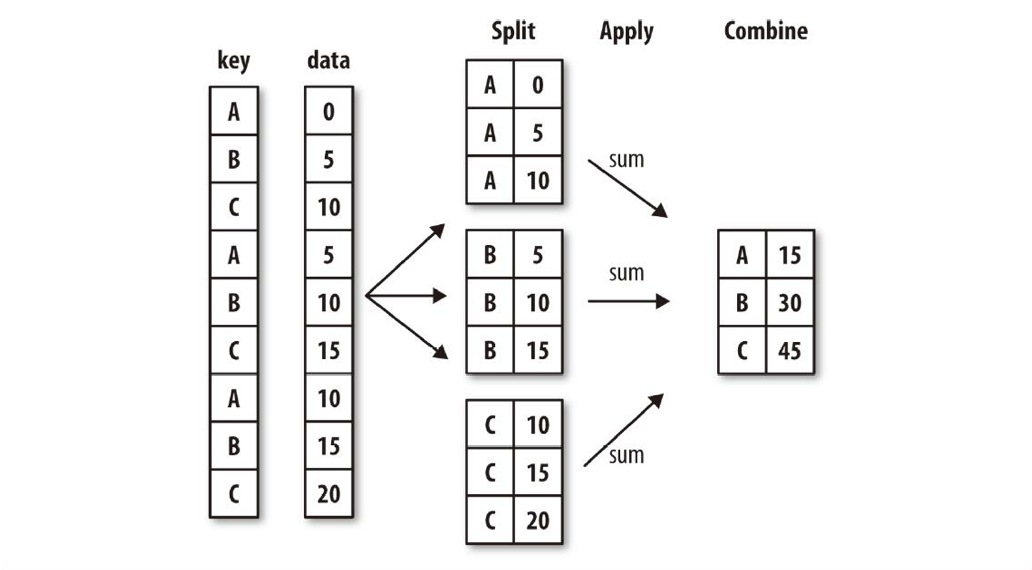 Split Apply Combine
key data
A 0
B 5
C 10
A 5
B 10
C 15
A 10
B 15
C 20
A 0
A 5
A 10
B 5
B 10
B 15
C 10
C 15
C 20
sum
sum
sum
A 15
B 30
C 45